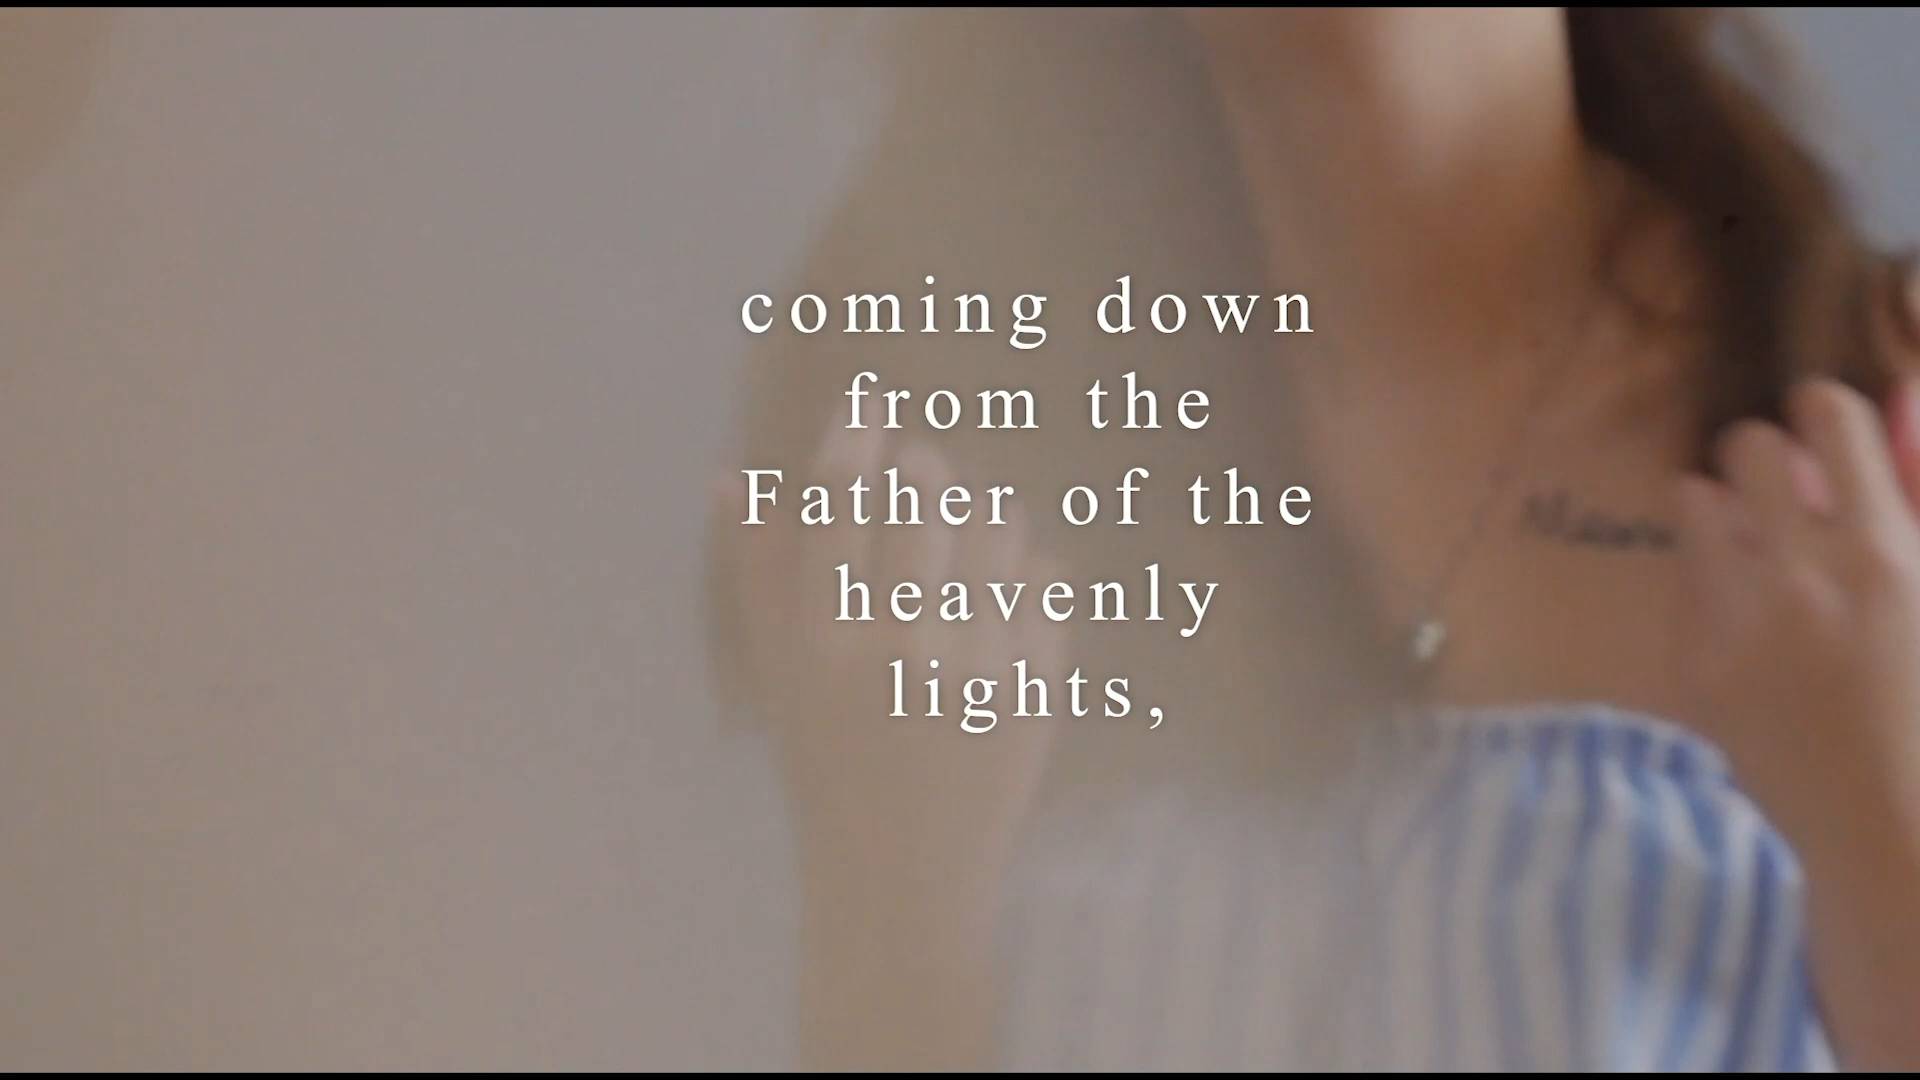 coming down
from the
Father of the
heavenly
lights,